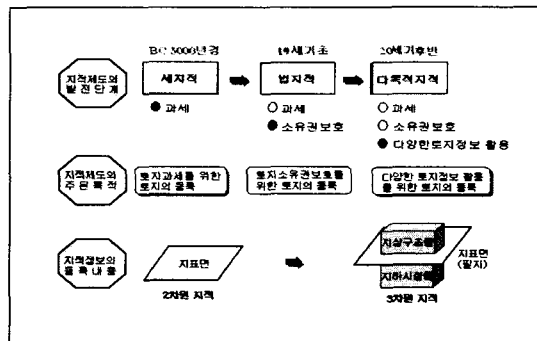 BC 3000년경
19세기초
20세기후반
지적제도의
발전단계
세지적
법지적
다목적지적
과세
과세
소유권보호
과세
소유권보호
다양한토지정보 활용
지적제도의
주된목적
토지과세를 위한
토지의 등록
토지소유권보호를
위한 토지의 등록
다양한 토지정보 활용
을 위한 토지의 등록
지적정보의
등록내용
지표면
2차원 지적
지상구조물
지표면
(필지)
지하시설물
3차원 지적